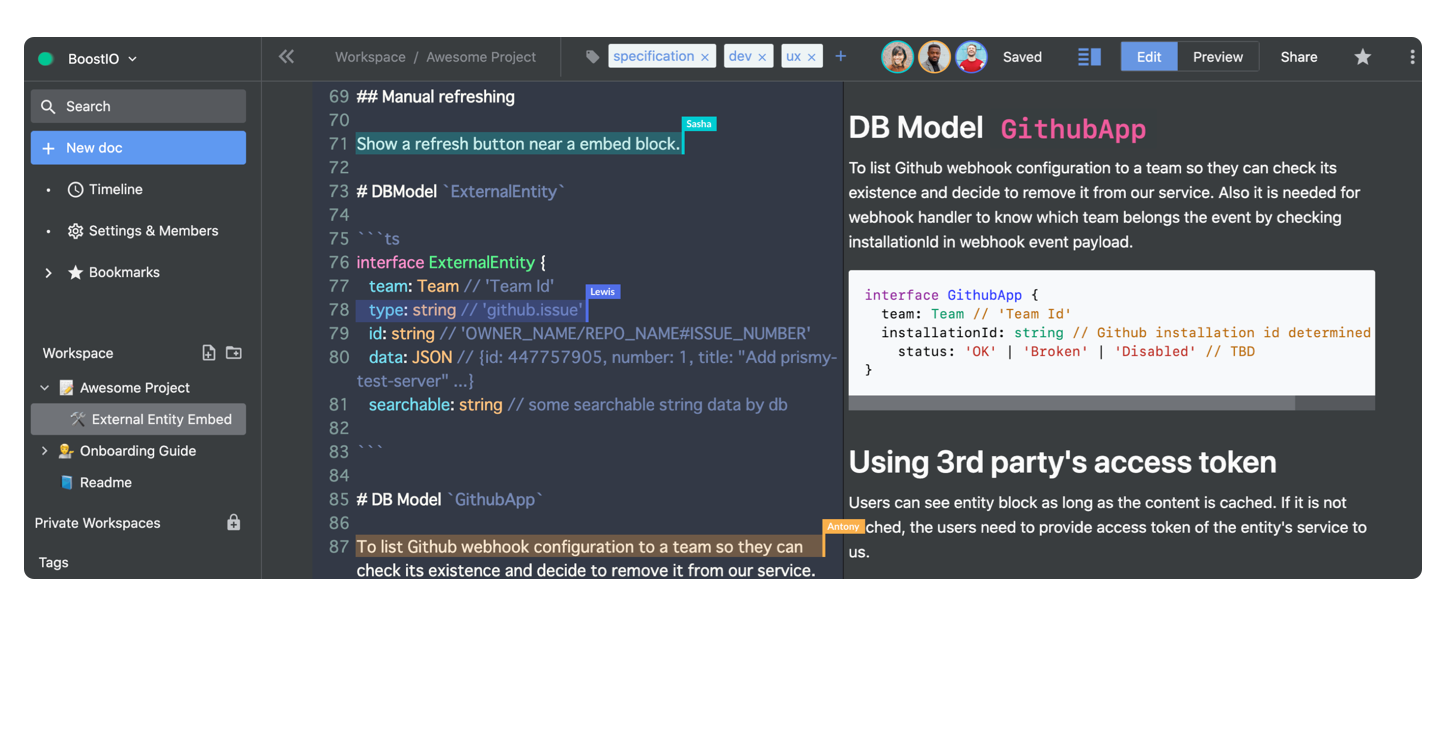 BoostIO
Workspace / Awesome Project
specification ×
dev ×
ux ×
+
Saved
Edit
Preview
Share
Search
+ New doc
Timeline
Settings & Members
Bookmarks
Workspace
Awesome Project
External Entity Embed
Onboarding Guide
Readme
Private Workspaces
Tags
69 ## Manual refreshing
70
Sasha
71 Show a refresh button near a embed block.
72
73 # DBModel `ExternalEntity`
74
75 ```ts
76 interface ExternalEntity {
77 team: Team // 'Team Id'
Lewis
78 type: string // 'github.issue'
79 id: string // 'OWNER_NAME/REPO_NAME#ISSUE_NUMBER'
80 data: JSON // {id: 447757905, number: 1, title: "Add prismy-
test-server" ...}
81 searchable: string // some searchable string data by db
82
83 ```
84
85 # DB Model `GithubApp`
86
Antony
87 To list Github webhook configuration to a team so they can
check its existence and decide to remove it from our service.
DB Model GithubApp
To list Github webhook configuration to a team so they can check its
existence and decide to remove it from our service. Also it is needed for
webhook handler to know which team belongs the event by checking
installationId in webhook event payload.
interface GithubApp {
team: Team // 'Team Id'
installationId: string // Github installation id determined
status: 'OK' | 'Broken' | 'Disabled' // TBD
}
Using 3rd party's access token
Users can see entity block as long as the content is cached. If it is not
ched, the users need to provide access token of the entity's service to
us.